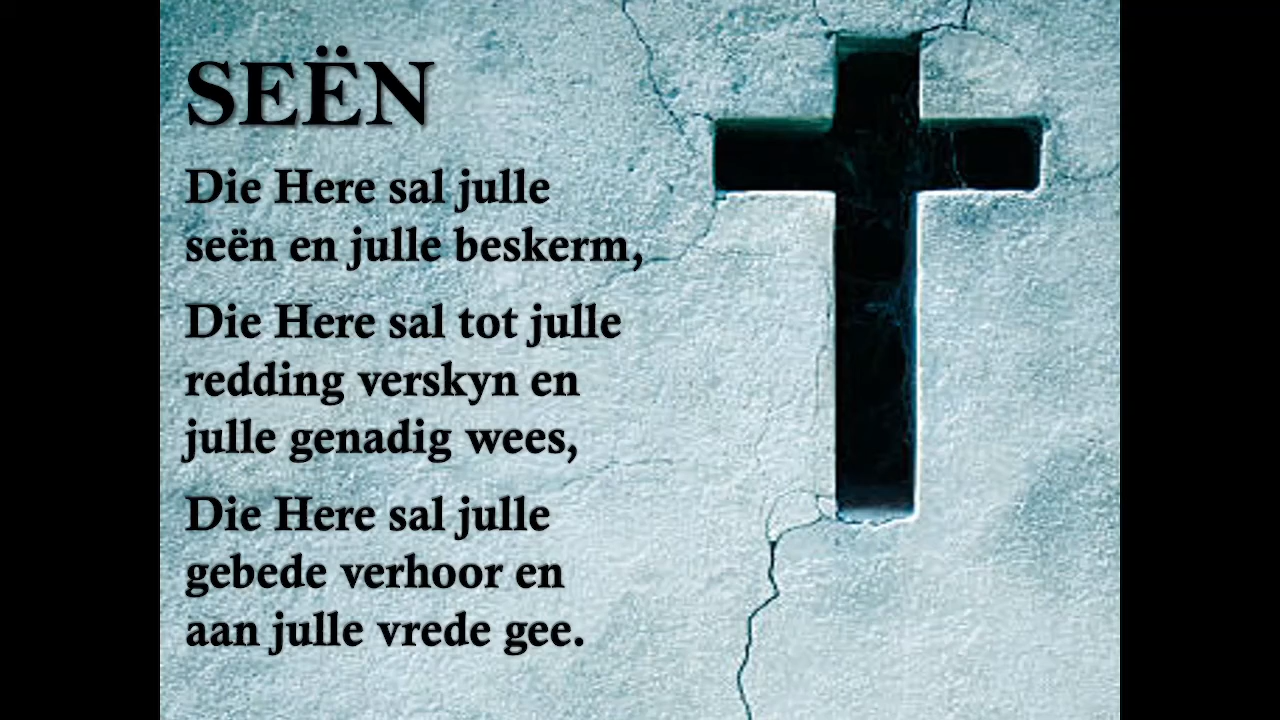 SEËN
Die Here sal julle
seën en julle beskerm,
Die Here sal tot julle
redding verskyn en
julle genadig wees,
Die Here sal julle
gebede verhoor en
aan julle vrede gee.